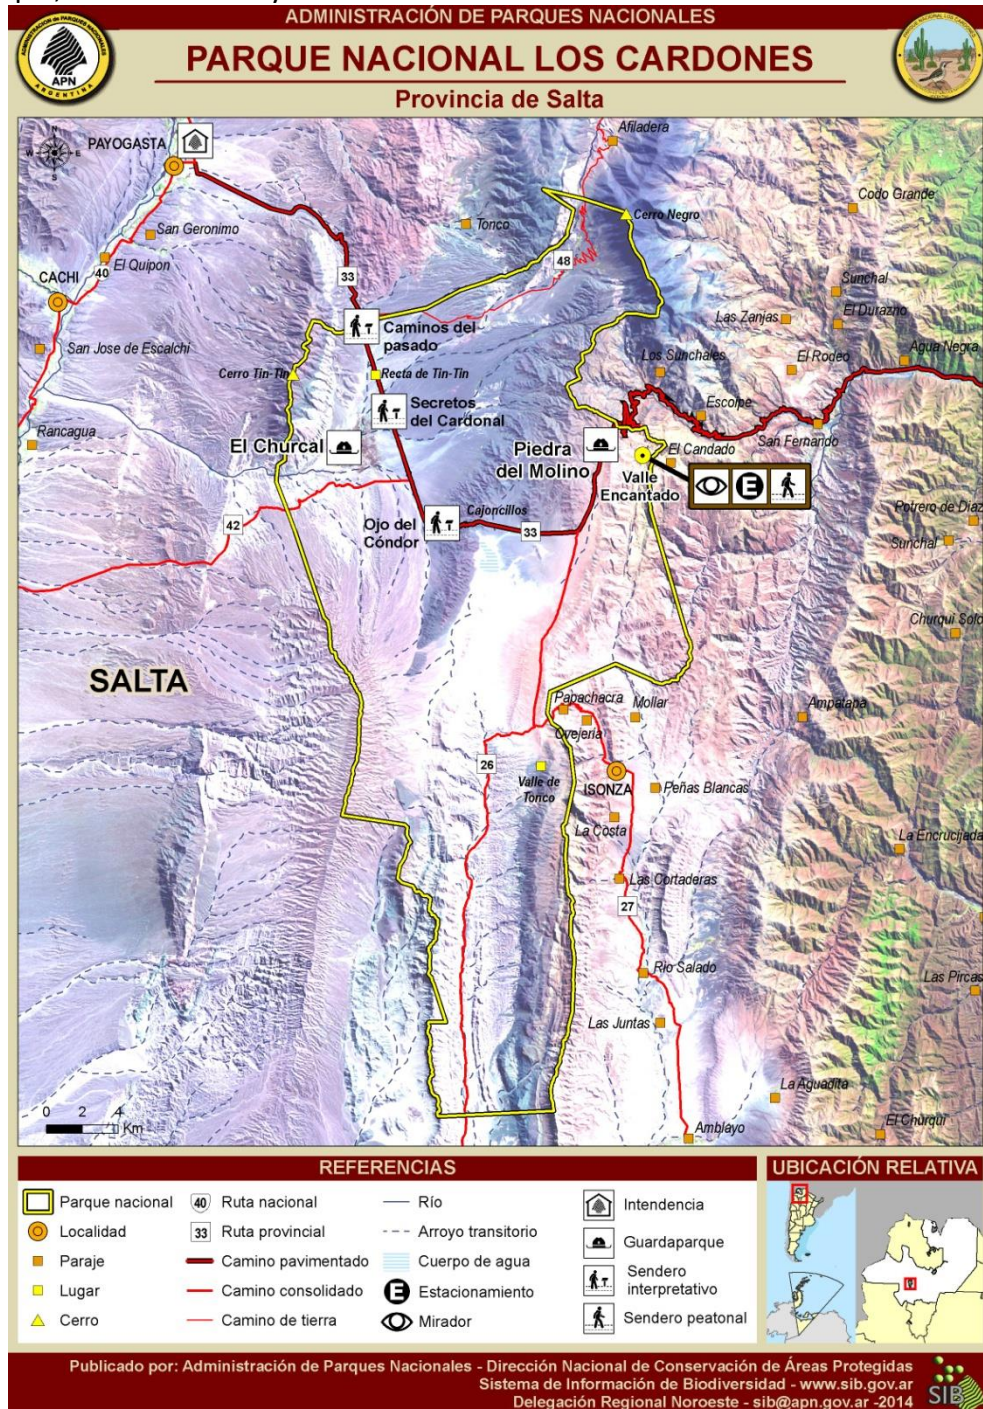 ADMINISTRACIÓN DE PARQUES NACIONALES
PARQUE NACIONAL LOS CARDONES
Provincia de Salta
ADMINISTRACION DE PARQUES NACIONALES
APN
ARGENTINA
N
W E
S
PAYOGASTA
Afiladera
Codo Grande
Cerro Negro
San Geronimo
Tonco
El Quipon
40
48
33
CACHI
Sunchal
El Durazno
Las Zanjas
Caminos del
pasado
San Jose de Escalchi
Los Sunchales
El Rodeo
Agua Negra
Cerro Tin-Tin
Recta de Tin-Tin
Secretos
del Cardonal
Escoipe
San Fernando
Rancagua
El Churcal
Piedra
del Molino
El Candado
Valle
Encantado
E
Potrero de Diaz
42
Ojo del
Cóndor
Cajoncillos
33
Sunchal
Churqui Solo
SALTA
Papachacra
Mollar
Ampataba
Ovejeria
26
Valle de
Tonco
ISONZA
Peñas Blancas
La Costa
La Encrucijada
Las Cortaderas
27
Rio Salado
Las Pircas
Las Juntas
La Aguadita
0 2 4
Km
Amblayo
El Churqui
REFERENCIAS
Parque nacional
Localidad
Paraje
Lugar
Cerro
40 Ruta nacional
33 Ruta provincial
Camino pavimentado
Camino consolidado
Camino de tierra
Río
Arroyo transitorio
Cuerpo de agua
E Estacionamiento
Mirador
Intendencia
Guardaparque
Sendero
interpretativo
Sendero peatonal
UBICACIÓN RELATIVA
Publicado por: Administración de Parques Nacionales - Dirección Nacional de Conservación de Áreas Protegidas
Sistema de Información de Biodiversidad - www.sib.gov.ar
Delegación Regional Noroeste - sib@apn.gov.ar -2014
SIB